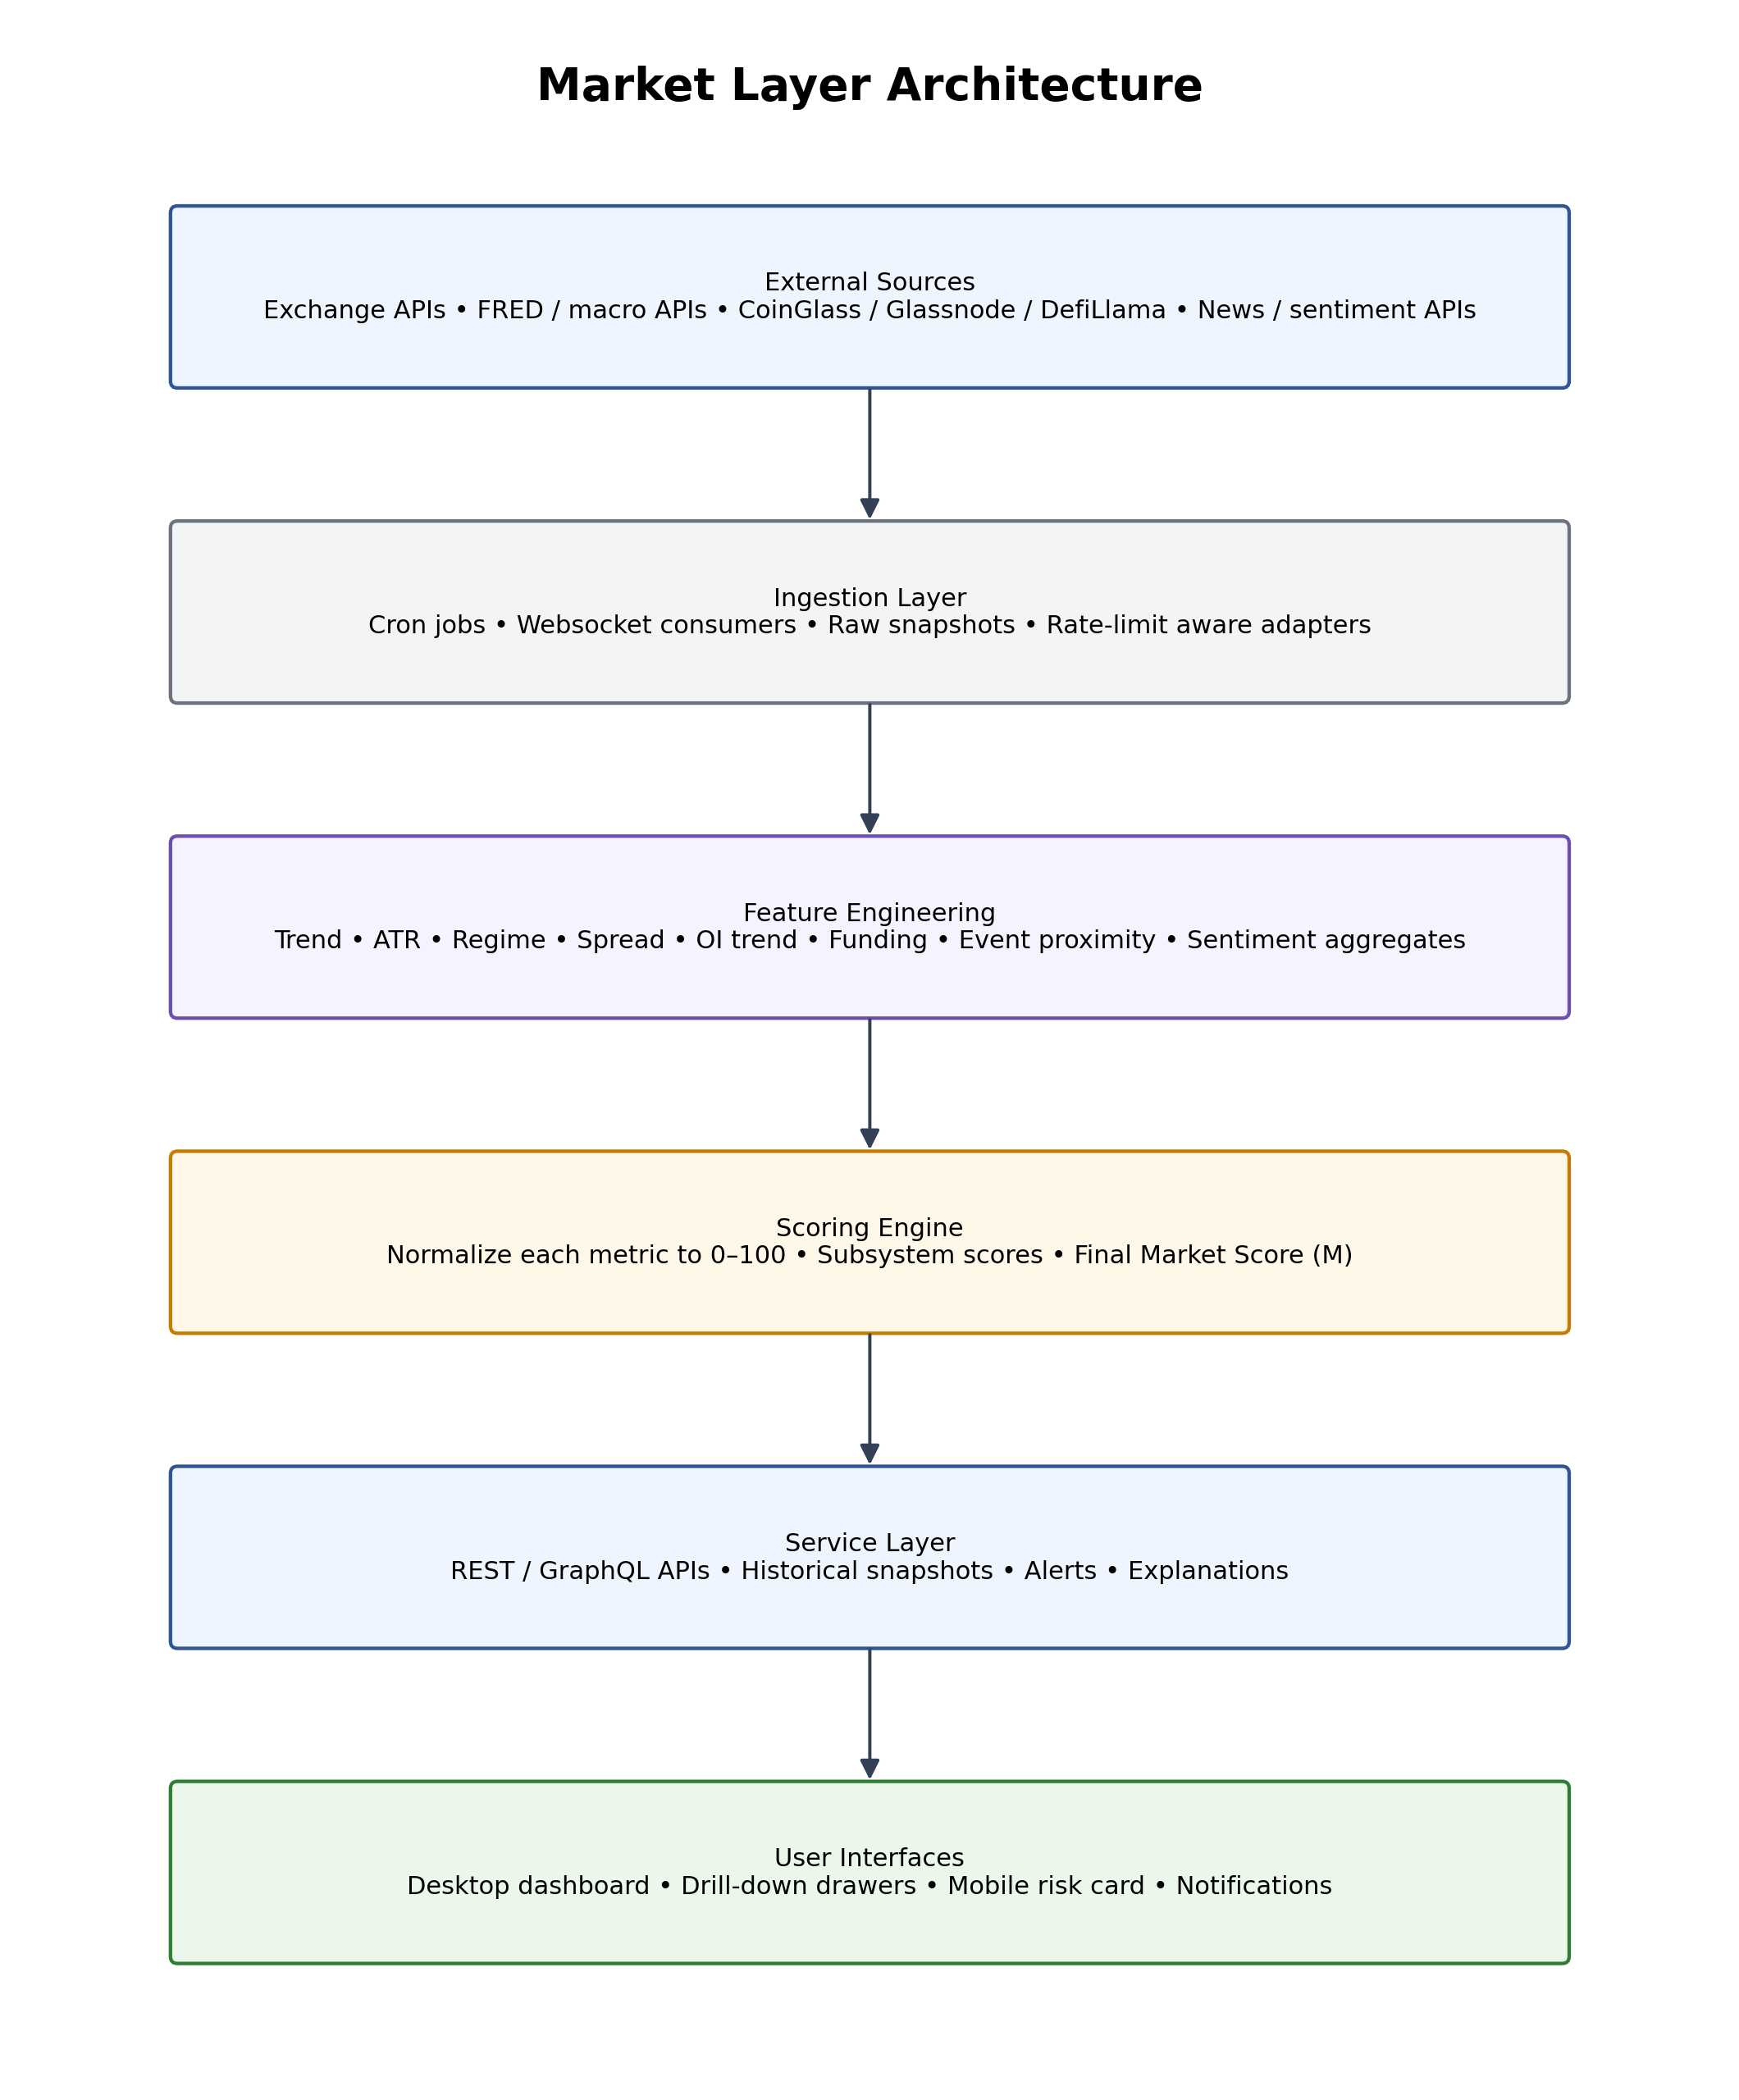 Market Layer Architecture
External Sources
Exchange APIs • FRED / macro APIs • CoinGlass / Glassnode / DefiLlama • News / sentiment APIs
Ingestion Layer
Cron jobs • Websocket consumers • Raw snapshots • Rate-limit aware adapters
Feature Engineering
Trend • ATR • Regime • Spread • OI trend • Funding • Event proximity • Sentiment aggregates
Scoring Engine
Normalize each metric to 0–100 • Subsystem scores • Final Market Score (M)
Service Layer
REST / GraphQL APIs • Historical snapshots • Alerts • Explanations
User Interfaces
Desktop dashboard • Drill-down drawers • Mobile risk card • Notifications